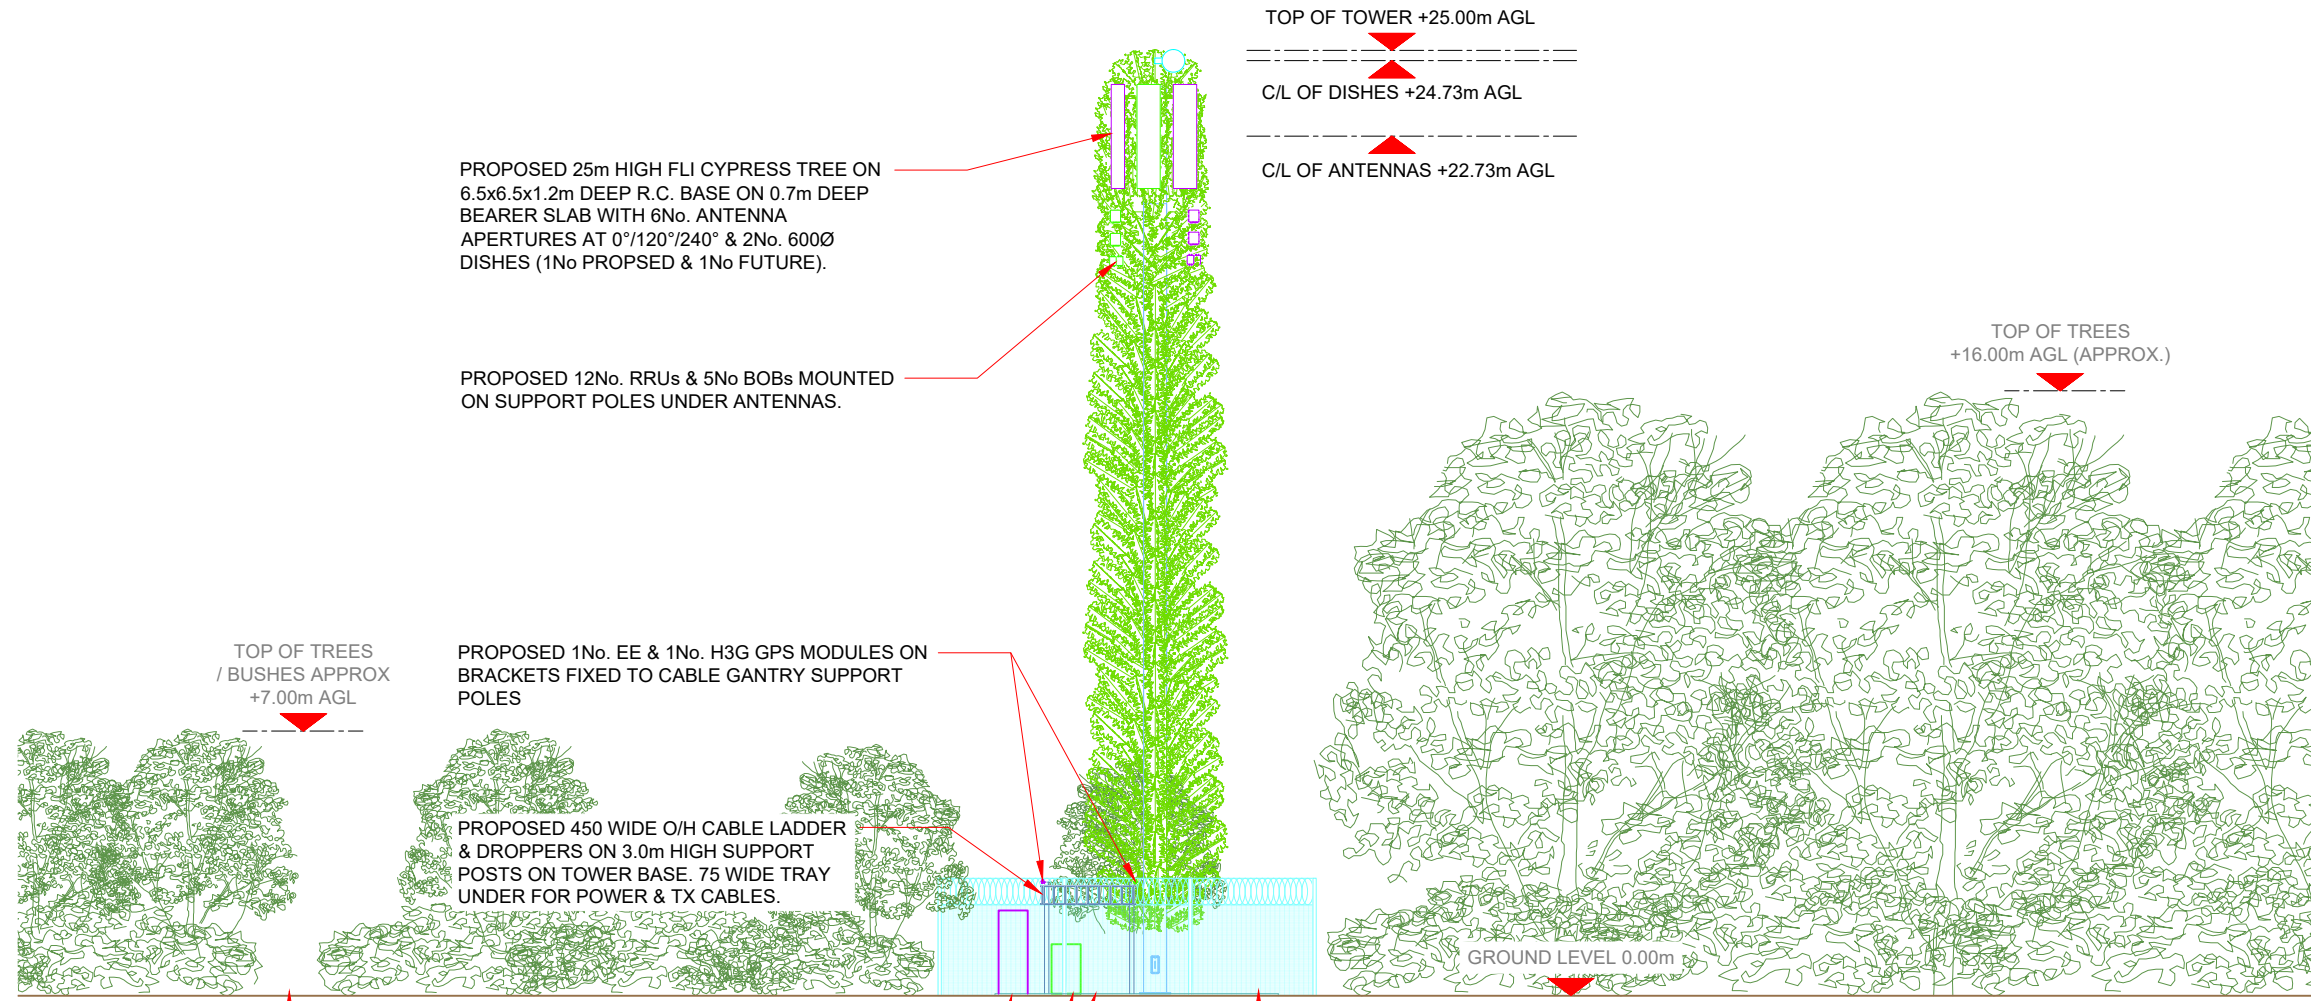 TOP OF TOWER +25.00m AGL
C/L OF DISHES +24.73m AGL
C/L OF ANTENNAS +22.73m AGL
PROPOSED 25m HIGH FLI CYPRESS TREE ON
6.5x6.5x1.2m DEEP R.C. BASE ON 0.7m DEEP
BEARER SLAB WITH 6No. ANTENNA
APERTURES AT 0°/120°/240° & 2No. 600Ø
DISHES (1No PROPSED & 1No FUTURE).
PROPOSED 12No. RRUs & 5No BOBs MOUNTED
ON SUPPORT POLES UNDER ANTENNAS.
TOP OF TREES
+16.00m AGL (APPROX.)
TOP OF TREES
/ BUSHES APPROX
+7.00m AGL
PROPOSED 1No. EE & 1No. H3G GPS MODULES ON
BRACKETS FIXED TO CABLE GANTRY SUPPORT
POLES
PROPOSED 450 WIDE O/H CABLE LADDER
& DROPPERS ON 3.0m HIGH SUPPORT
POSTS ON TOWER BASE. 75 WIDE TRAY
UNDER FOR POWER & TX CABLES.
GROUND LEVEL 0.00m